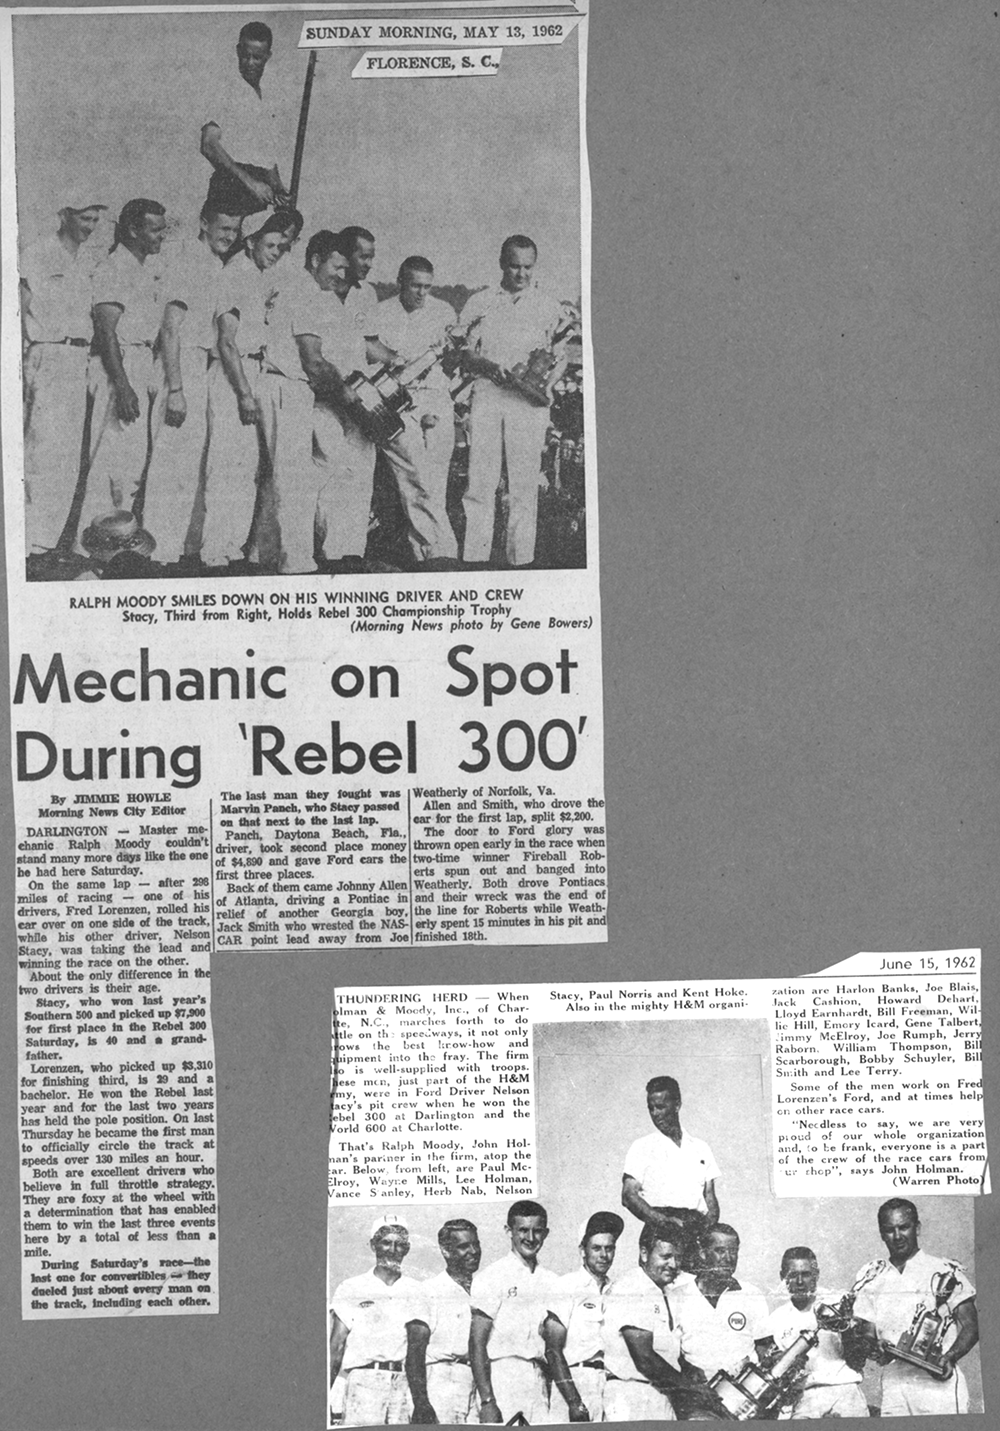 SUNDAY MORNING, MAY 13, 1962
FLORENCE, S. C.,
RALPH MOODY SMILES DOWN ON HIS WINNING DRIVER AND CREW
Stacy, Third from Right, Holds Rebel 300 Championship Trophy
(Morning News photo by Gene Bowers)
Mechanic on Spot
During 'Rebel 300'
By JIMMIE HOWLE
Morning News City Editor
DARLINGTON — Master me-
chanic Ralph Moody couldn't
stand many more days like the one
he had here Saturday.
On the same lap — after 298
miles of racing — one of his
drivers, Fred Lorenzen, rolled his
car over on one side of the track,
while his other driver, Nelson
Stacy, was taking the lead and
winning the race on the other.
About the only difference in the
two drivers is their age.
Stacy, who won last year's
Southern 500 and picked up $7,900
for first place in the Rebel 300
Saturday, is 40 and a grand-
father.
Lorenzen, who picked up $3,310
for finishing third, is 29 and a
bachelor. He won the Rebel last
year and for the last two years
has held the pole position. On last
Thursday he became the first man
to officially circle the track at
speeds over 130 miles an hour.
Both are excellent drivers who
believe in full throttle strategy.
They are foxy at the wheel with
a determination that has enabled
them to win the last three events
here by a total of less than a
mile.
During Saturday's race—the
last one for convertibles — they
dueled just about every man on
the track, including each other.
The last man they fought was
Marvin Panch, who Stacy passed
on that next to the last lap.
Panch, Daytona Beach, Fla.,
driver, took second place money
of $4,890 and gave Ford cars the
first three places.
Back of them came Johnny Allen
of Atlanta, driving a Pontiac in
relief of another Georgia boy,
Jack Smith who wrested the NAS-
CAR point lead away from Joe
Weatherly of Norfolk, Va.
Allen and Smith, who drove the
car for the first lap, split $2,200.
The door to Ford glory was
thrown open early in the race when
two-time winner Fireball Rob-
erts spun out and banged into
Weatherly. Both drove Pontiacs
and their wreck was the end of
the line for Roberts while Weath-
erly spent 15 minutes in his pit and
finished 18th.
June 15, 1962
THUNDERING HERD — When
olman & Moody, Inc., of Char-
tte, N.C., marches forth to do
ttle on the speedways, it not only
rows the best know-how and
quipment into the fray. The firm
so is well-supplied with troops.
hese men, just part of the H&M
rmy, were in Ford Driver Nelson
tacy's pit crew when he won the
ebel 300 at Darlington and the
World 600 at Charlotte.
That's Ralph Moody, John Hol-
man's partner in the firm, atop the
car. Below, from left, are Paul Mc-
Elroy, Wayne Mills, Lee Holman,
Vance Stanley, Herb Nab, Nelson
Stacy, Paul Norris and Kent Hoke.
Also in the mighty H&M organi-
zation are Harlon Banks, Joe Blais,
Jack Cashion, Howard Dehart,
Lloyd Earnhardt, Bill Freeman, Wil-
lie Hill, Emory Icard, Gene Talbert,
Jimmy McElroy, Joe Rumph, Jerry
Raborn, William Thompson, Bill
Scarborough, Bobby Schuyler, Bill
Smith and Lee Terry.
Some of the men work on Fred
Lorenzen's Ford, and at times help
on other race cars.
"Needless to say, we are very
proud of our whole organization
and, to be frank, everyone is a part
of the crew of the race cars from
our shop", says John Holman.
(Warren Photo)
PURE